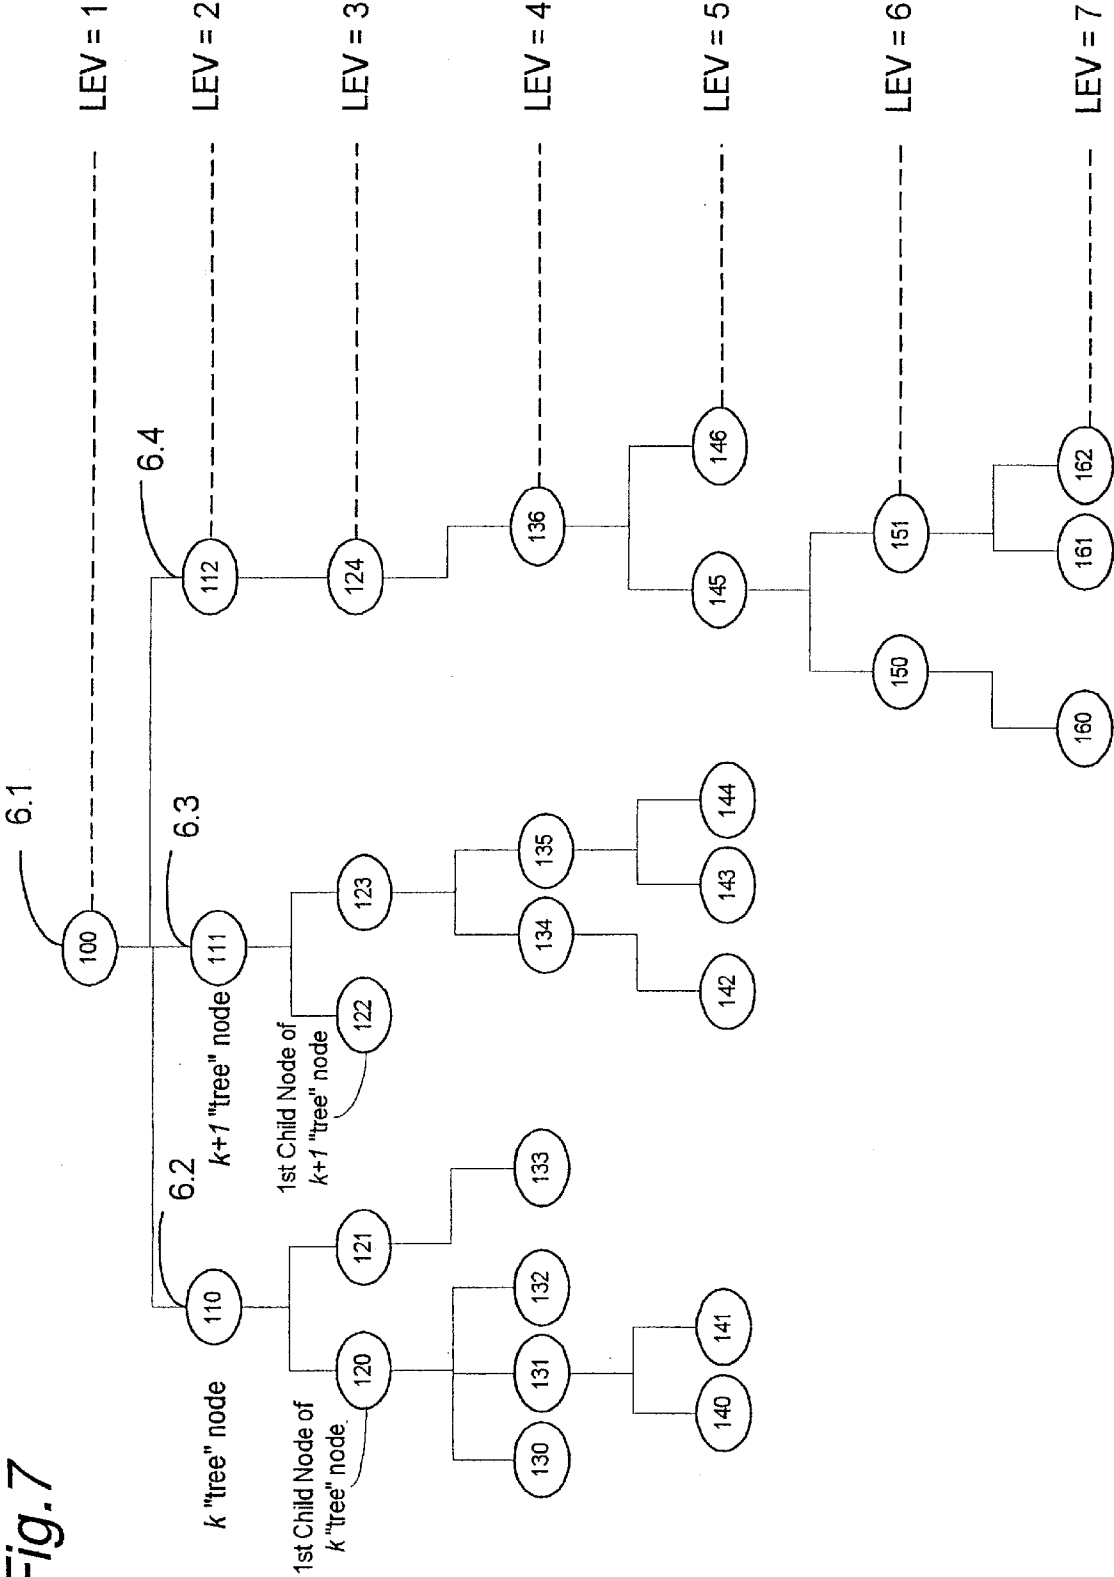 Fig.7
6.1
100
LEV = 1
6.2
6.3
6.4
k "tree" node
110
k+1 "tree" node
111
112
LEV = 2
1st Child Node of
k "tree" node
120
121
1st Child Node of
k+1 "tree" node
122
123
124
LEV = 3
130
131
132
133
134
135
136
LEV = 4
140
141
142
143
144
145
146
LEV = 5
150
151
LEV = 6
160
161
162
LEV = 7